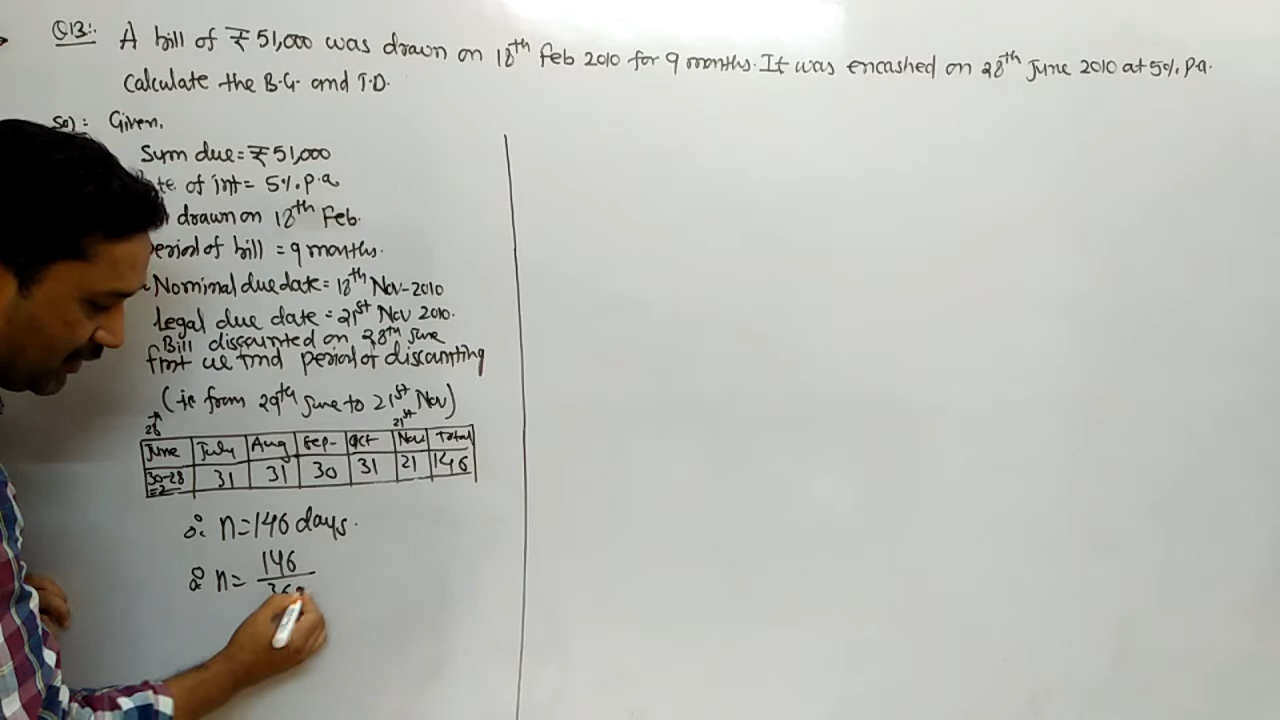 Q13:. A bill of ₹51,000 was drawn on 18th Feb 2010 for 9 months. It was encashed on 28th June 2010 at 5% p.a.
Calculate the B.G. and T.D.
Sol: Given,
Sum due = ₹51,000
of int = 5% p.a
drawn on 18th Feb.
Period of bill = 9 months.
Nominal due date = 18th Nov-2010
Legal due date = 21st Nov 2010.
Bill discounted on 28th June
First we find period of discounting
(ie from 29th June to 21st Nov)
28 21st
June July Aug Sep- Oct Nov Total
30-28 =2 31 31 30 31 21 146
∴ n=146 days.
& n= 146